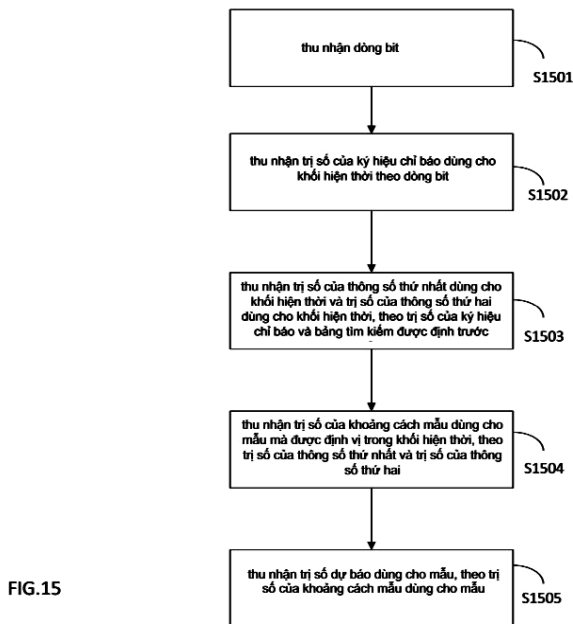 thu nhận dòng bit
S1501
thu nhận trị số của ký hiệu chỉ báo dùng cho
khối hiện thời theo dòng bit
S1502
thu nhận trị số của thông số thứ nhất dùng cho
khối hiện thời và trị số của thông số thứ hai
dùng cho khối hiện thời, theo trị số của ký hiệu
chỉ báo và bảng tìm kiếm được định trước
S1503
thu nhận trị số của khoảng cách mẫu dùng cho
mẫu mà được định vị trong khối hiện thời, theo
trị số của thông số thứ nhất và trị số của thông
số thứ hai
S1504
thu nhận trị số dự báo dùng cho mẫu, theo trị
số của khoảng cách mẫu dùng cho mẫu
S1505
FIG.15